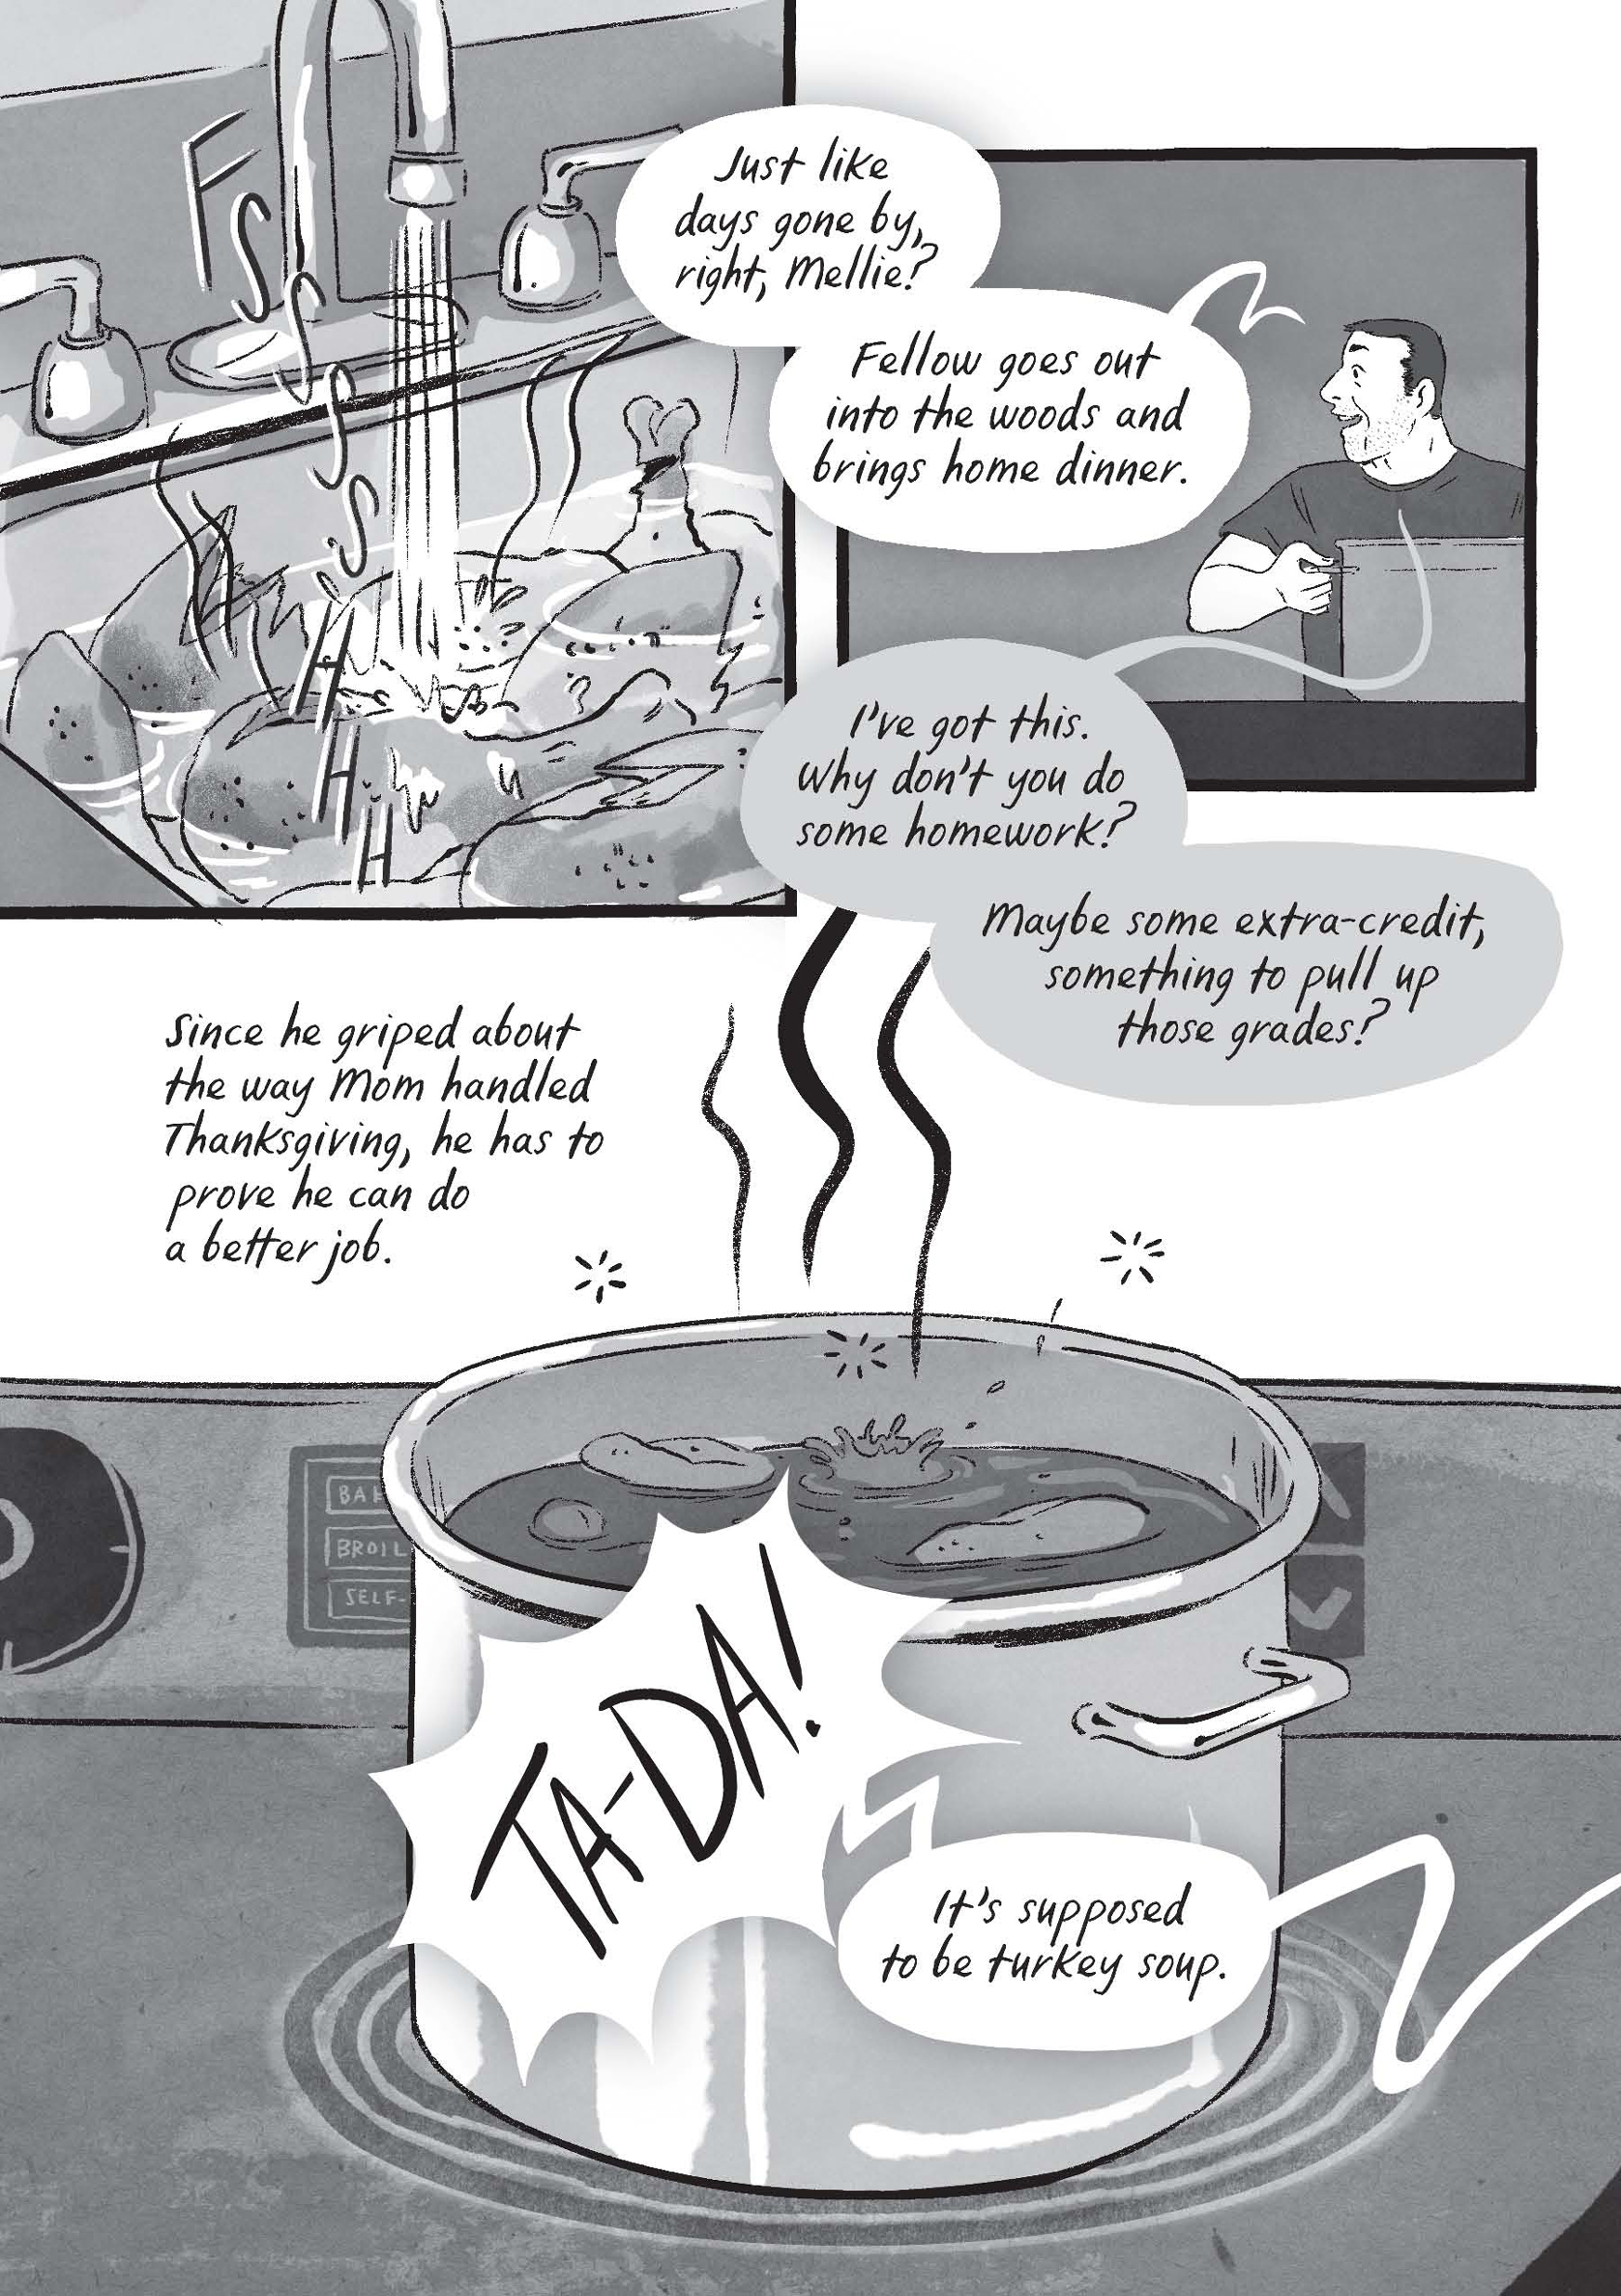 FSSSSSHHH
Just like
days gone by,
right, Mellie?
Fellow goes out
into the woods and
brings home dinner.
I've got this.
Why don't you do
some homework?
Maybe some extra-credit,
something to pull up
those grades?
Since he griped about
the way Mom handled
Thanksgiving, he has to
prove he can do
a better job.
BAK
BROIL
SELF-
TA-DA!
It's supposed
to be turkey soup.